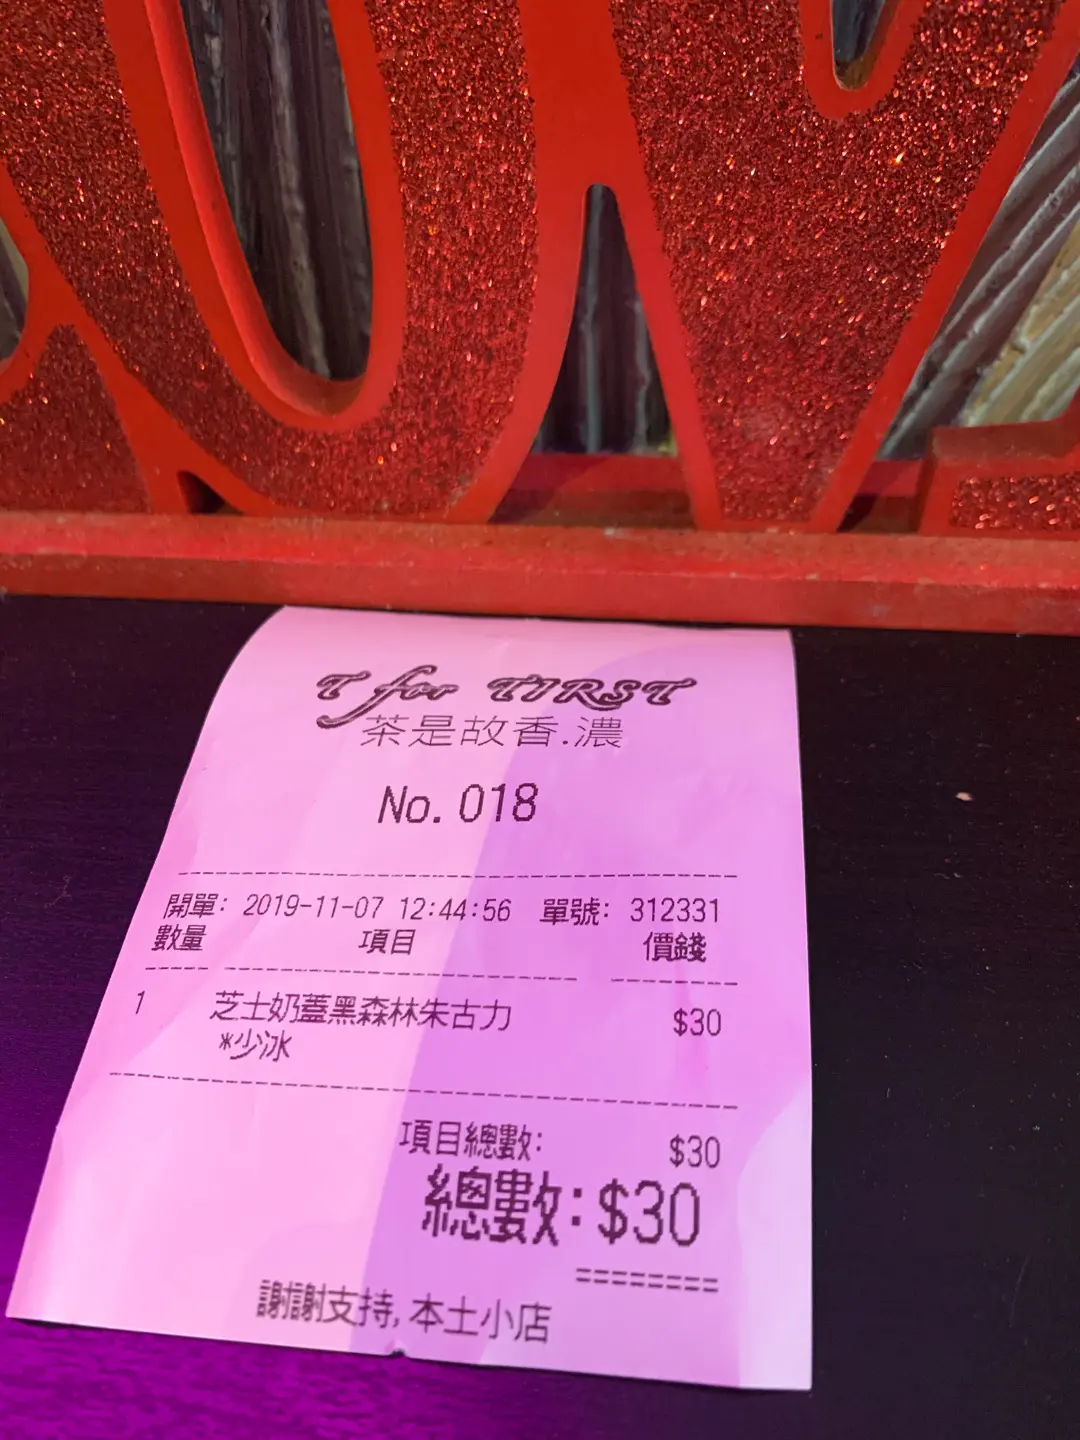 LOVE
T for T1RST
茶是故香.濃
No. 018
開單: 2019-11-07 12:44:56 單號: 312331
數量 項目 價錢
1 芝士奶蓋黑森林朱古力 $30
*少冰
項目總數: $30
總數: $30
========
謝謝支持, 本土小店